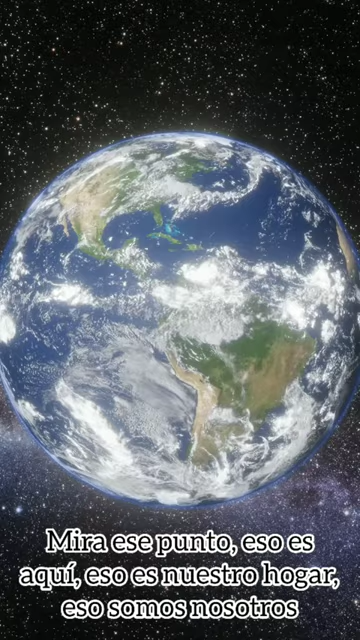 Mira ese punto, eso es
aquí, eso es nuestro hogar,
eso somos nosotros